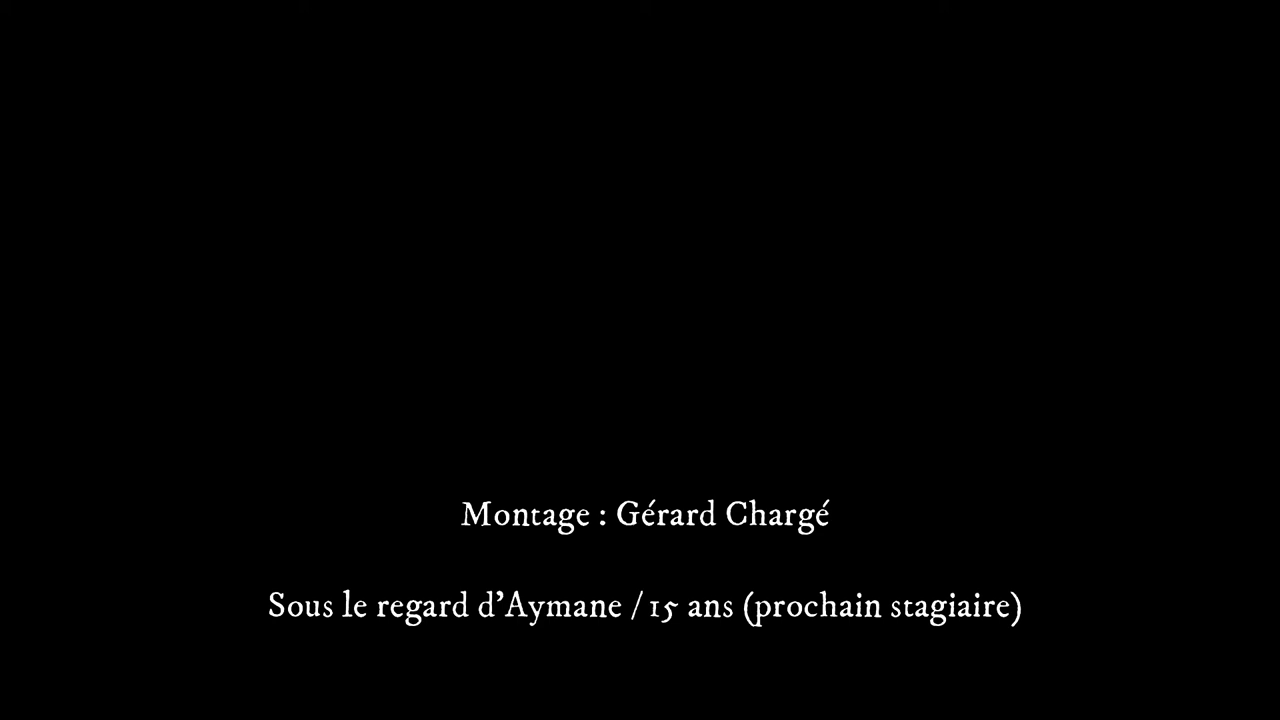 Montage : Gérard Chargé
Sous le regard d’Aymane / 15 ans (prochain stagiaire)